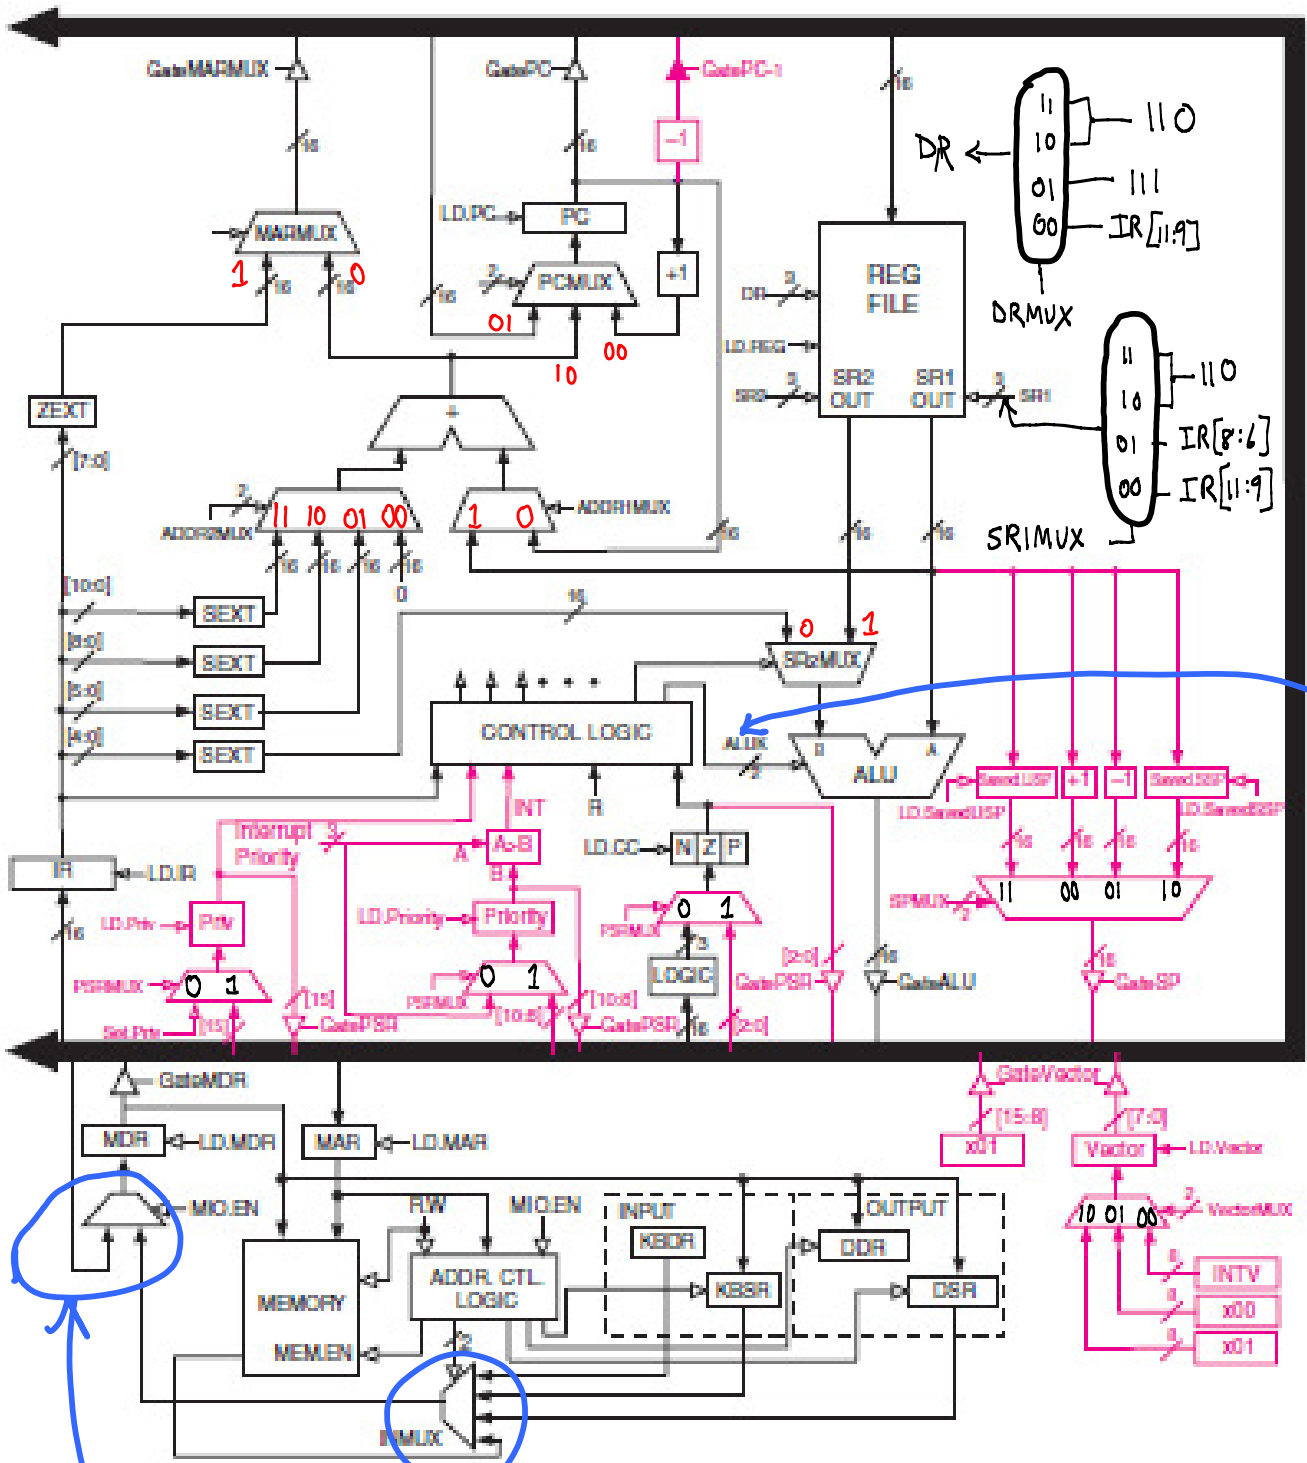 GateMARMUX
GatePC
GatePC-1
16
16
-1
16
11
10
110
DR
01
111
00
IR[11:9]
DRMUX
LD.PC
PC
MARMUX
1
16
16
0
2
PCMUX
+1
16
01
00
10
REG
FILE
DR
3
LD.REG
SR2
3
SR2
OUT
SR1
OUT
3
SR1
11
10
110
01
IR[8:6]
00
IR[11:9]
SR1MUX
ZEXT
[7:0]
+
2
ADDR2MUX
11
10
01
00
1
0
ADDR1MUX
16
16
16
16
16
16
16
0
[10:0]
SEXT
16
[8:0]
SEXT
[5:0]
SEXT
[4:0]
SEXT
0
1
SR2MUX
CONTROL LOGIC
ALUK
2
B
A
ALU
Saved.USP
+1
-1
Saved.SSP
LD.SavedUSP
LD.SavedSSP
16
16
16
16
INT
R
Interrupt
Priority
3
A
A>B
B
LD.CC
N
Z
P
IR
LD.IR
16
LD.Priv
Priv
LD.Priority
Priority
PSRMUX
0
1
SPMUX
2
11
00
01
10
PSRMUX
0
1
PSRMUX
0
1
3
LOGIC
[2:0]
GatePSR
16
GateALU
16
GateSP
Set.Priv
[15]
[15]
GatePSR
[10:8]
[10:8]
GatePSR
16
[2:0]
GateMDR
MDR
LD.MDR
MAR
LD.MAR
GateVector
[15:8]
[7:0]
x01
Vector
LD.Vector
MIO.EN
R.W
MIO.EN
INPUT
KBDR
OUTPUT
DDR
2
VectorMUX
10
01
00
MEMORY
ADDR. CTL.
LOGIC
KBSR
DSR
8
INTV
8
x00
8
x01
MEM.EN
2
INMUX